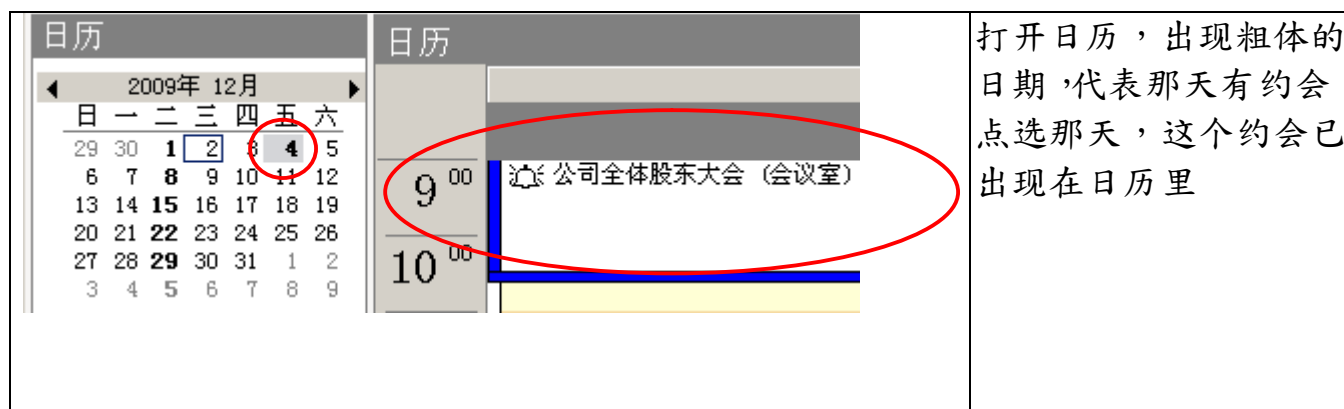 日历
2009年 12月
日 一 二 三 四 五 六
29 30 1 2 3 4 5
6 7 8 9 10 11 12
13 14 15 16 17 18 19
20 21 22 23 24 25 26
27 28 29 30 31 1 2
3 4 5 6 7 8 9
日历
9 00 公司全体股东大会 (会议室)
10 00
打开日历，出现粗体的
日期，代表那天有约会
点选那天，这个约会已
出现在日历里